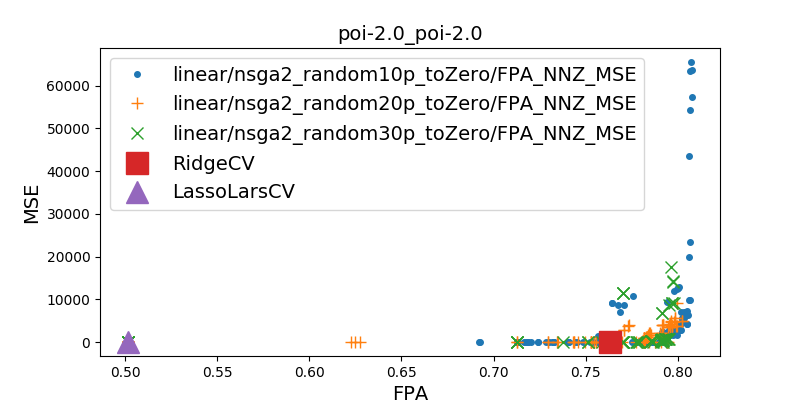 poi-2.0_poi-2.0
linear/nsga2_random10p_toZero/FPA_NNZ_MSE
linear/nsga2_random20p_toZero/FPA_NNZ_MSE
linear/nsga2_random30p_toZero/FPA_NNZ_MSE
RidgeCV
LassoLarsCV
MSE
60000
50000
40000
30000
20000
10000
0
0.50 0.55 0.60 0.65 0.70 0.75 0.80
FPA